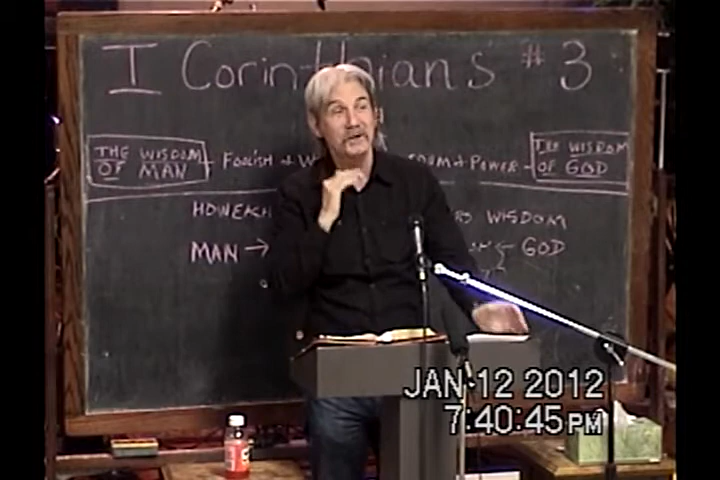 I Corinthians #3
THE WISDOM OF MAN FOOLISH + POWER THE WISDOM OF GOD
HOW EACH WISDOM
MAN → ← GOD
JAN 12 2012
7:40:45 PM